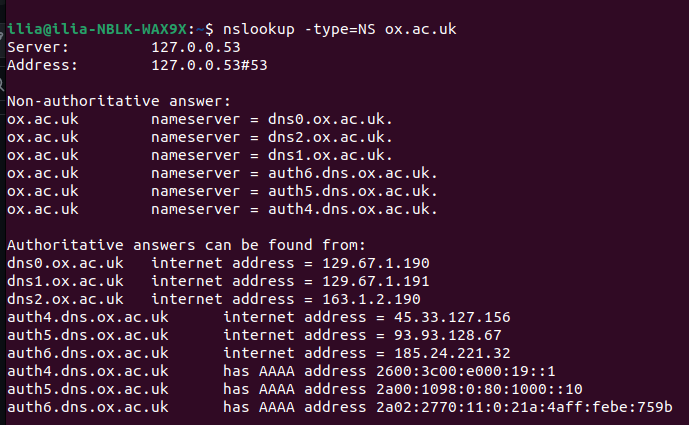 ilia@ilia-NBLK-WAX9X:~$ nslookup -type=NS ox.ac.uk
Server:		127.0.0.53
Address:	127.0.0.53#53

Non-authoritative answer:
ox.ac.uk	nameserver = dns0.ox.ac.uk.
ox.ac.uk	nameserver = dns2.ox.ac.uk.
ox.ac.uk	nameserver = dns1.ox.ac.uk.
ox.ac.uk	nameserver = auth6.dns.ox.ac.uk.
ox.ac.uk	nameserver = auth5.dns.ox.ac.uk.
ox.ac.uk	nameserver = auth4.dns.ox.ac.uk.

Authoritative answers can be found from:
dns0.ox.ac.uk	internet address = 129.67.1.190
dns1.ox.ac.uk	internet address = 129.67.1.191
dns2.ox.ac.uk	internet address = 163.1.2.190
auth4.dns.ox.ac.uk	internet address = 45.33.127.156
auth5.dns.ox.ac.uk	internet address = 93.93.128.67
auth6.dns.ox.ac.uk	internet address = 185.24.221.32
auth4.dns.ox.ac.uk	has AAAA address 2600:3c00:e000:19::1
auth5.dns.ox.ac.uk	has AAAA address 2a00:1098:0:80:1000::10
auth6.dns.ox.ac.uk	has AAAA address 2a02:2770:11:0:21a:4aff:febe:759b